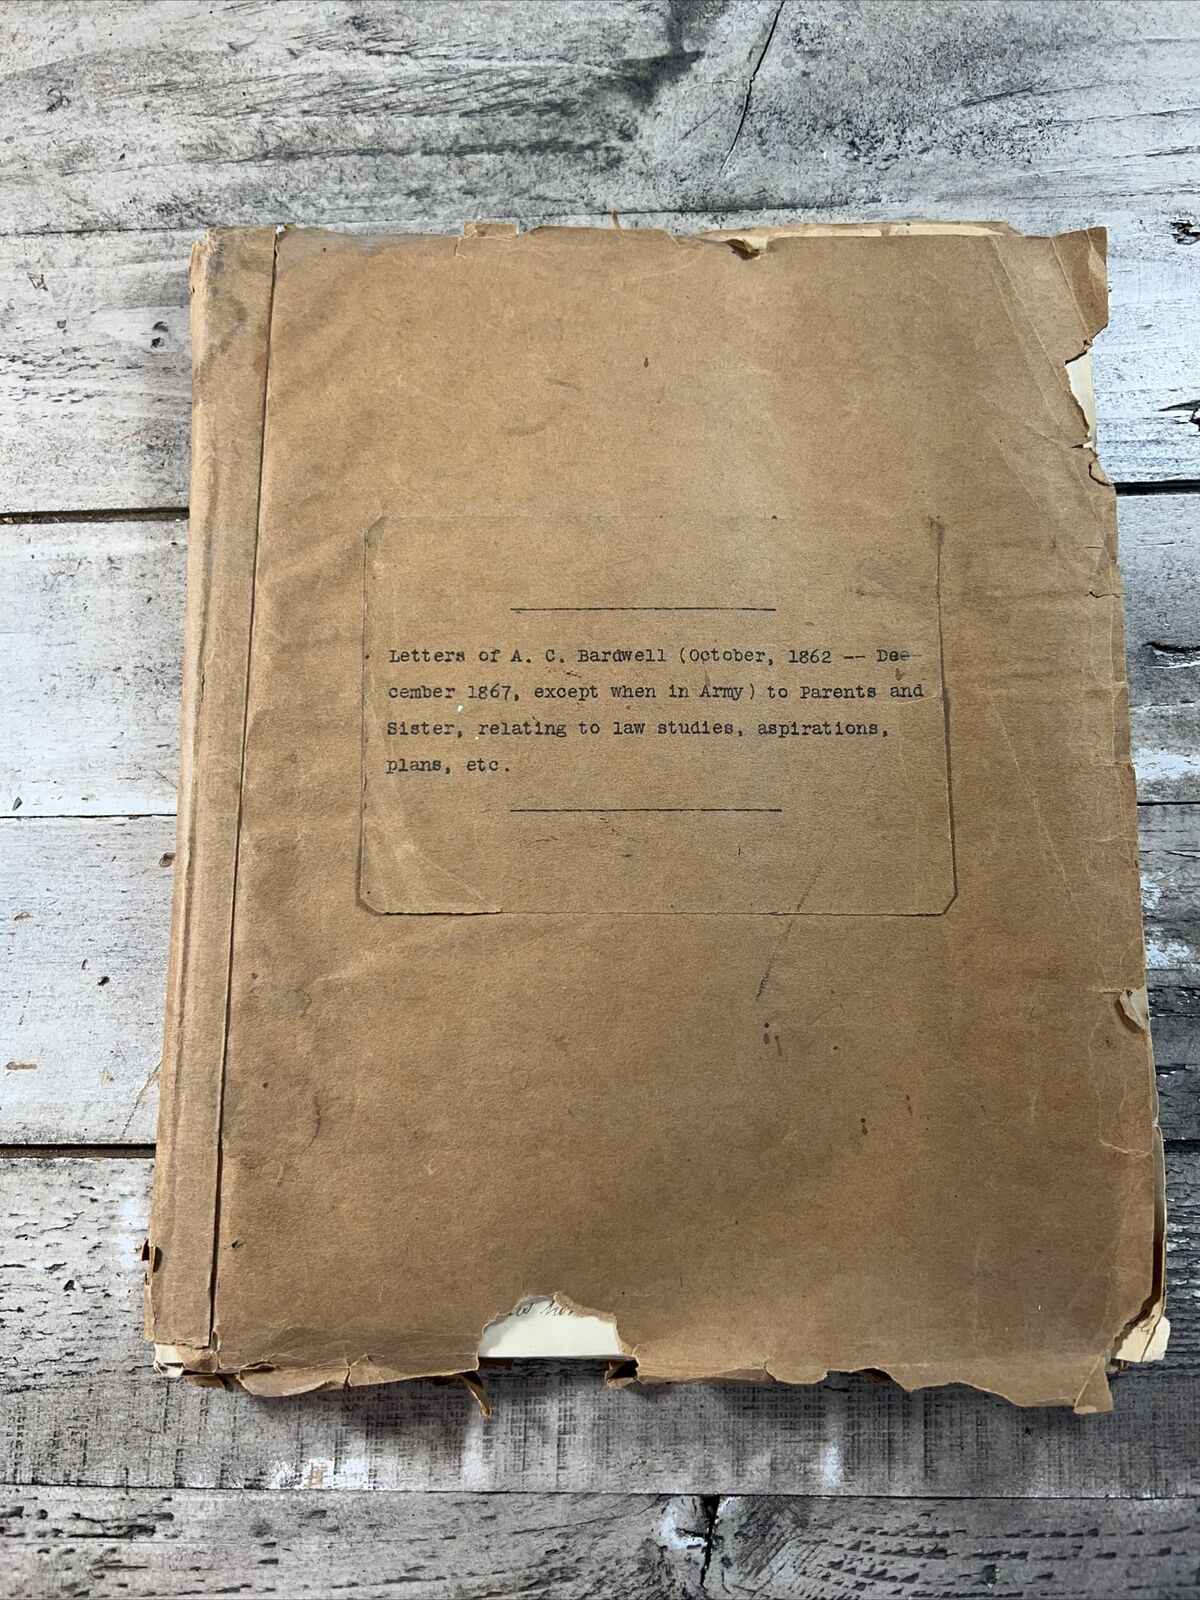 Letters of A. C. Bardwell (October, 1862 -- De-
cember 1867, except when in Army) to Parents and
Sister, relating to law studies, aspirations,
plans, etc.